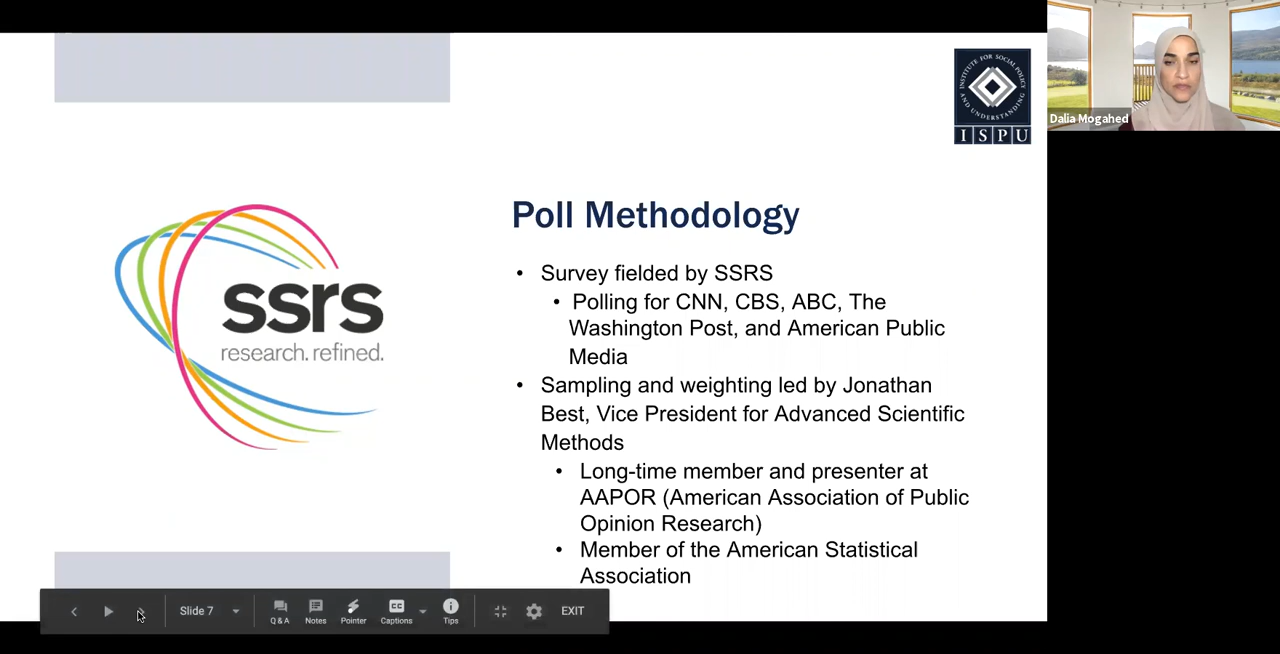 INSTITUTE FOR SOCIAL POLICY
AND UNDERSTANDING
ISPU
Dalia Mogahed
ssrs
research. refined.
Poll Methodology
• Survey fielded by SSRS
• Polling for CNN, CBS, ABC, The
Washington Post, and American Public
Media
• Sampling and weighting led by Jonathan
Best, Vice President for Advanced Scientific
Methods
• Long-time member and presenter at
AAPOR (American Association of Public
Opinion Research)
• Member of the American Statistical
Association
Slide 7
Q & A
Notes
Pointer
CC
Captions
Tips
EXIT